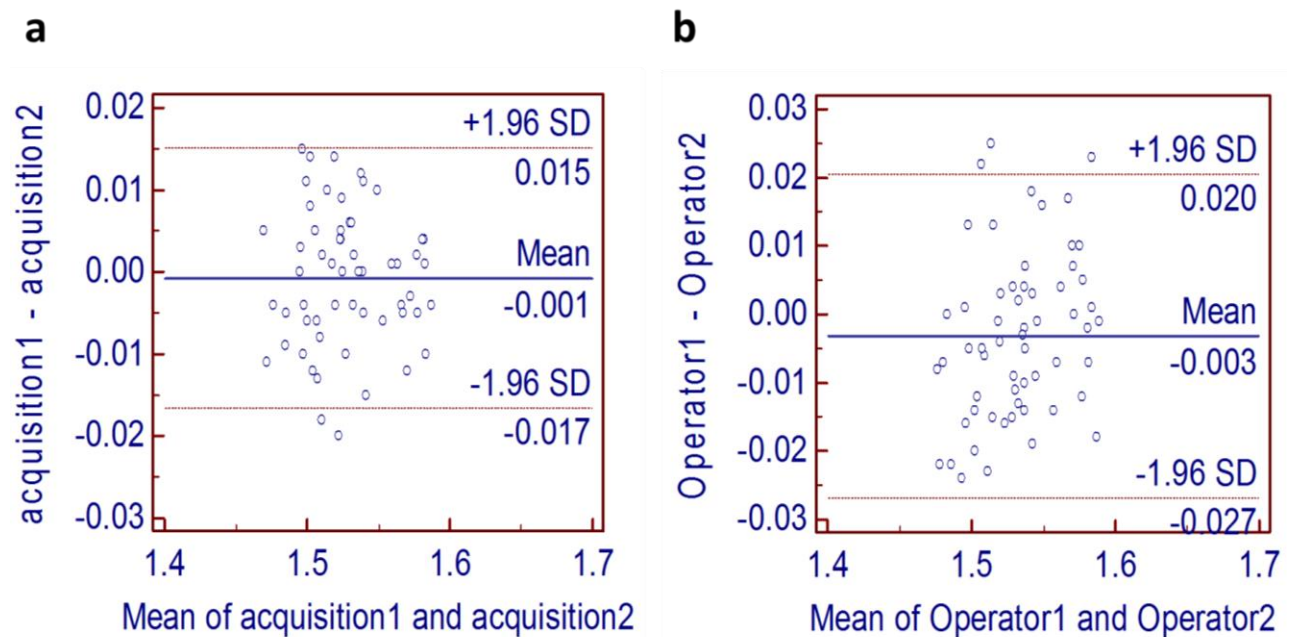 a
b
acquisition1 - acquisition2
0.02
0.01
0.00
-0.01
-0.02
-0.03
+1.96 SD
0.015
Mean
-0.001
-1.96 SD
-0.017
1.4
1.5
1.6
1.7
Mean of acquisition1 and acquisition2
Operator1 - Operator2
0.03
0.02
0.01
0.00
-0.01
-0.02
-0.03
+1.96 SD
0.020
Mean
-0.003
-1.96 SD
-0.027
1.4
1.5
1.6
1.7
Mean of Operator1 and Operator2